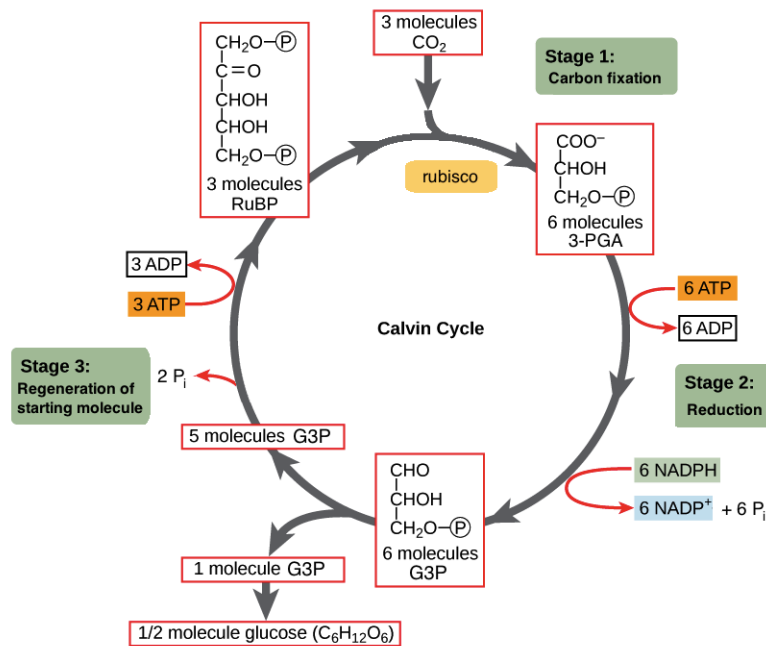 3 molecules
CO₂
Stage 1:
Carbon fixation
CH₂O–Ⓟ
C=O
CHOH
CHOH
CH₂O–Ⓟ
3 molecules
RuBP
rubisco
COO⁻
CHOH
CH₂O–Ⓟ
6 molecules
3-PGA
3 ADP
3 ATP
6 ATP
6 ADP
Calvin Cycle
Stage 3:
Regeneration of
starting molecule
2 Pᵢ
Stage 2:
Reduction
5 molecules G3P
CHO
CHOH
CH₂O–Ⓟ
6 molecules
G3P
6 NADPH
6 NADP⁺ + 6 Pᵢ
1 molecule G3P
1/2 molecule glucose (C₆H₁₂O₆)